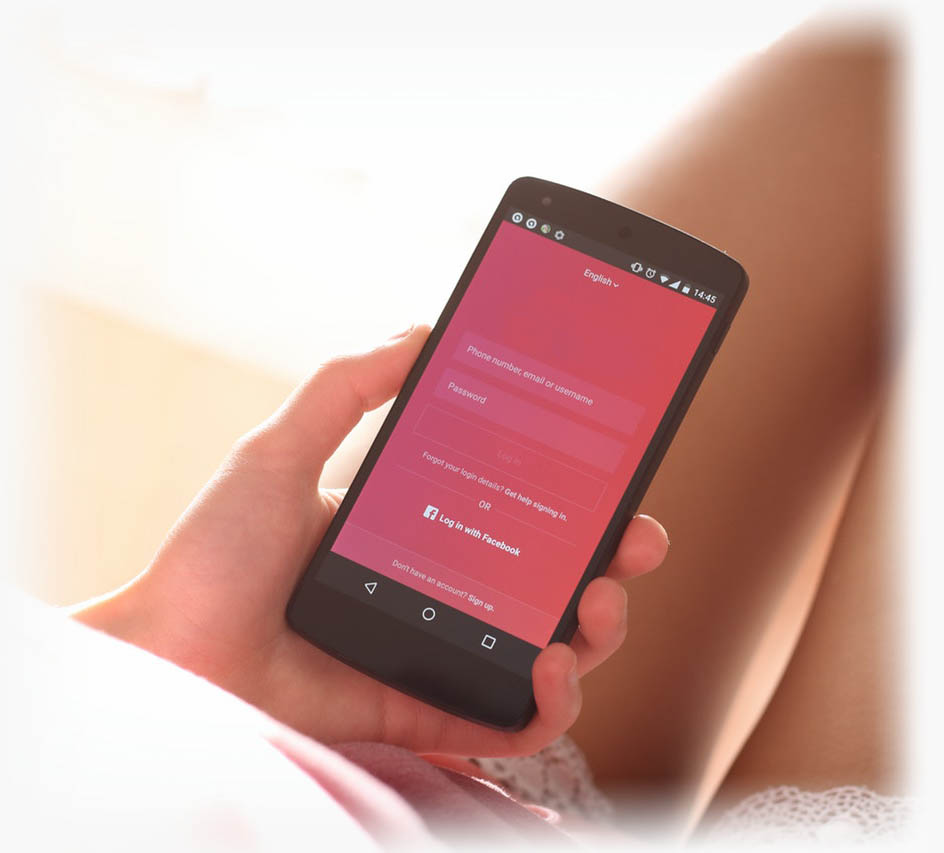 14:45
English
Phone number, email or username
Password
Log in
Forgot your login details? Get help signing in.
OR
Log in with Facebook
Don't have an account? Sign up.